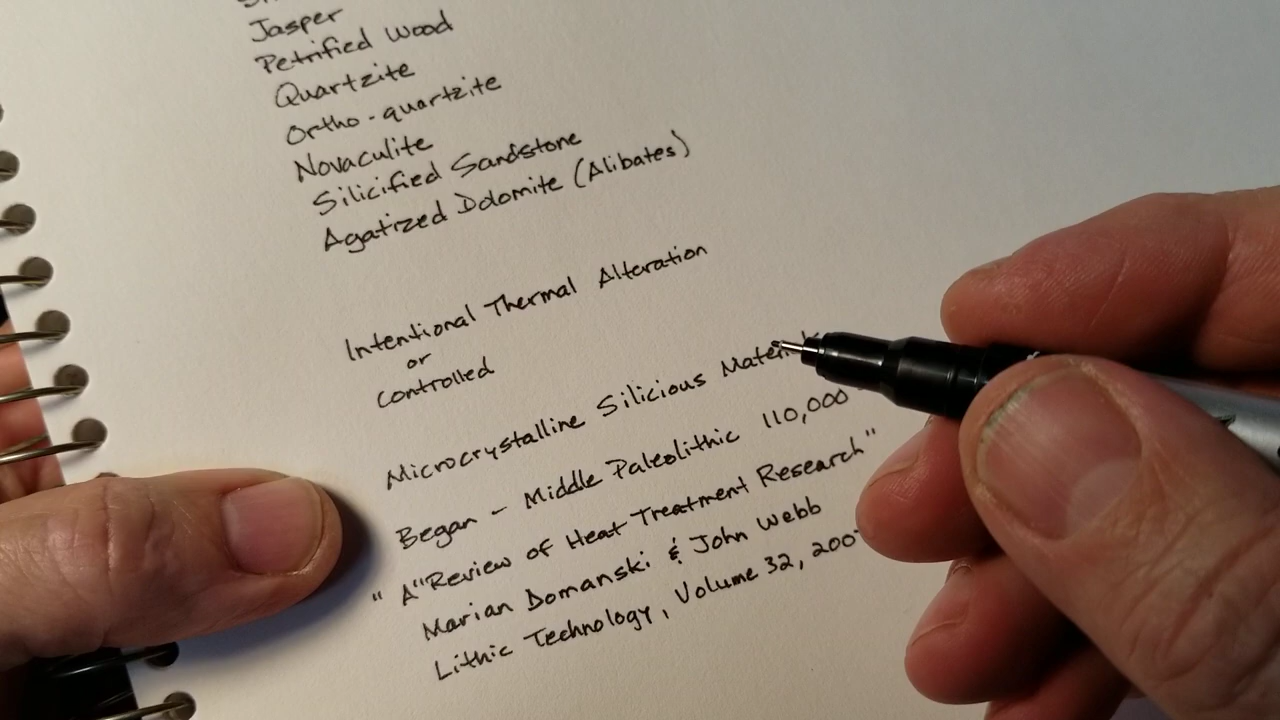 Jasper
Petrified Wood
Quartzite
Ortho-quartzite
Novaculite
Silicified Sandstone
Agatized Dolomite (Alibates)
Intentional Thermal Alteration
or
controlled
Microcrystalline Silicious
Began - Middle Paleolithic 110,000
" A "Review of Heat Treatment Research"
Marian Domanski & John Webb
Lithic Technology, Volume 32,